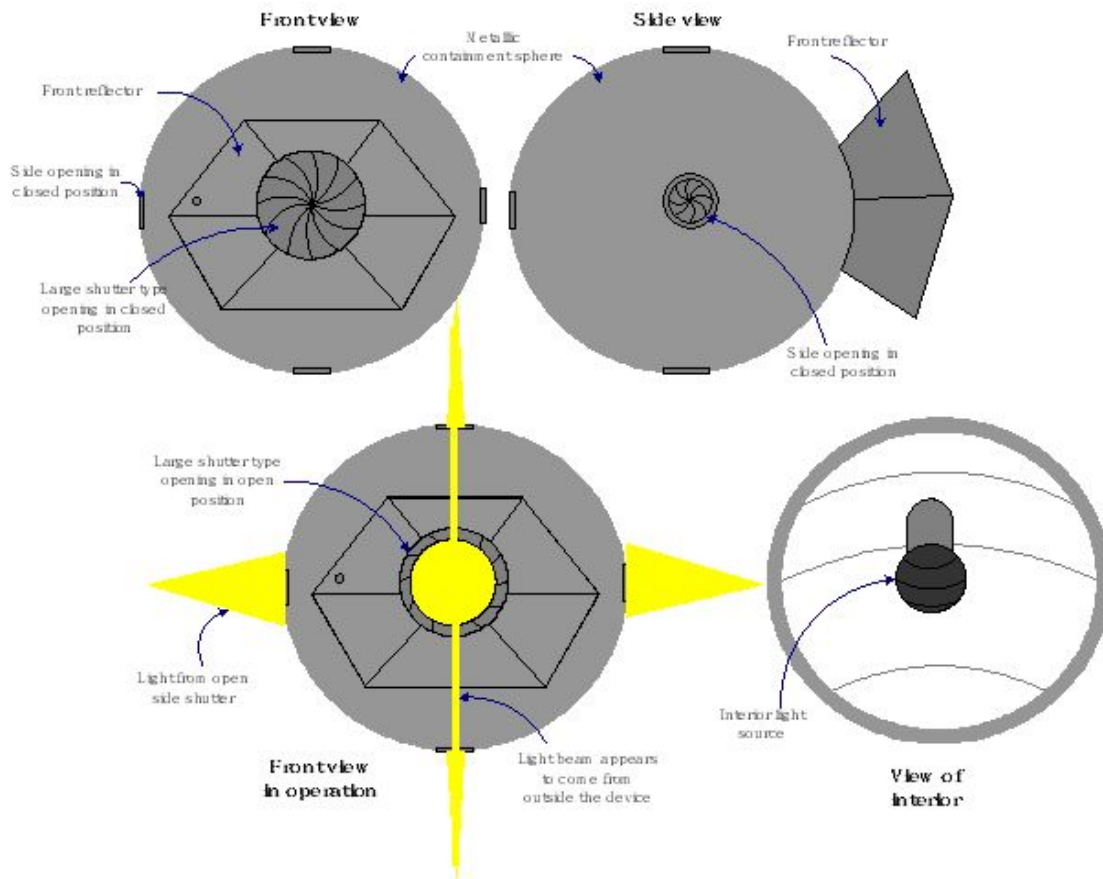 Front view
Side view
Metallic
containment sphere
Front reflector
Front reflector
Side opening in
closed position
Large shutter type
opening in closed
position
Side opening in
closed position
Large shutter type
opening in open
position
Light from open
side shutter
Interior light
source
Front view
in operation
Light beam appears
to come from
outside the device
View of
interior